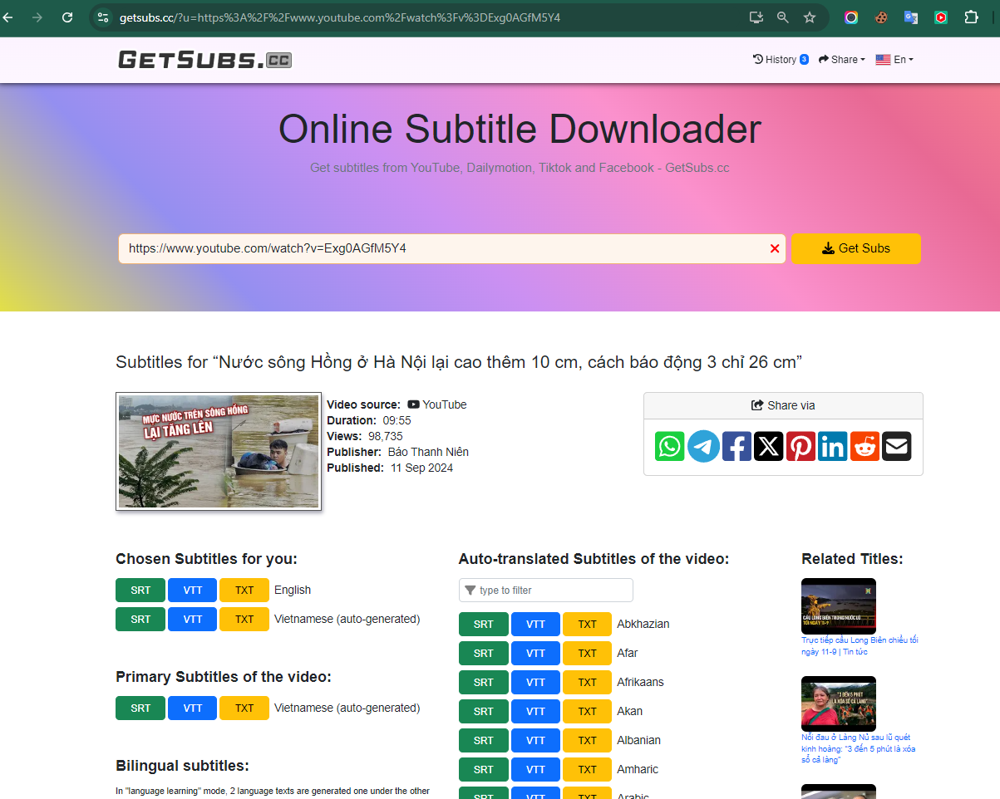 getsubs.cc/?u=https%3A%2F%2Fwww.youtube.com%2Fwatch%3Fv%3DExg0AGfM5Y4
GETSUBS.CC
History 3
Share
En
Online Subtitle Downloader
Get subtitles from YouTube, Dailymotion, Tiktok and Facebook - GetSubs.cc
https://www.youtube.com/watch?v=Exg0AGfM5Y4
Get Subs
Subtitles for “Nước sông Hồng ở Hà Nội lại cao thêm 10 cm, cách báo động 3 chỉ 26 cm”
MỰC NƯỚC TRÊN SÔNG HỒNG
LẠI TĂNG LÊN
Video source: YouTube
Duration: 09:55
Views: 98,735
Publisher: Báo Thanh Niên
Published: 11 Sep 2024
Share via
Chosen Subtitles for you:
SRT VTT TXT English
SRT VTT TXT Vietnamese (auto-generated)
Primary Subtitles of the video:
SRT VTT TXT Vietnamese (auto-generated)
Bilingual subtitles:
In "language learning" mode, 2 language texts are generated one under the other
Auto-translated Subtitles of the video:
type to filter
SRT VTT TXT Abkhazian
SRT VTT TXT Afar
SRT VTT TXT Afrikaans
SRT VTT TXT Akan
SRT VTT TXT Albanian
SRT VTT TXT Amharic
SRT VTT TXT Arabic
Related Titles:
CẦU LONG BIÊN TRONG NƯỚC LŨ
TỐI NGÀY 11-9
Trực tiếp cầu Long Biên chiều tối
ngày 11-9 | Tin tức
"3 ĐẾN 5 PHÚT
LÀ XÓA SỔ CẢ LÀNG"
Nỗi đau ở Làng Nủ sau lũ quét
kinh hoàng: “3 đến 5 phút là xóa
sổ cả làng”